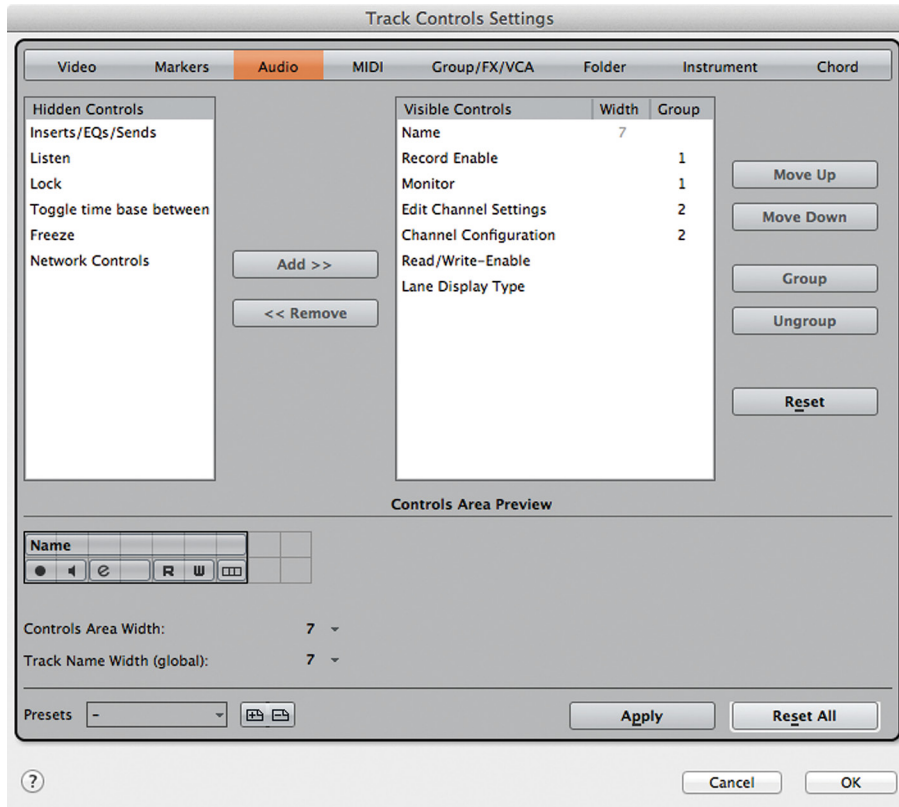 Track Controls Settings
Video Markers Audio MIDI Group/FX/VCA Folder Instrument Chord
Hidden Controls
Inserts/EQs/Sends
Listen
Lock
Toggle time base between
Freeze
Network Controls
Add >>
<< Remove
Visible Controls Width Group
Name 7
Record Enable 1
Monitor 1
Edit Channel Settings 2
Channel Configuration 2
Read/Write-Enable
Lane Display Type
Move Up
Move Down
Group
Ungroup
Reset
Controls Area Preview
Name
e R W
Controls Area Width: 7
Track Name Width (global): 7
Presets -
Apply
Reset All
?
Cancel
OK